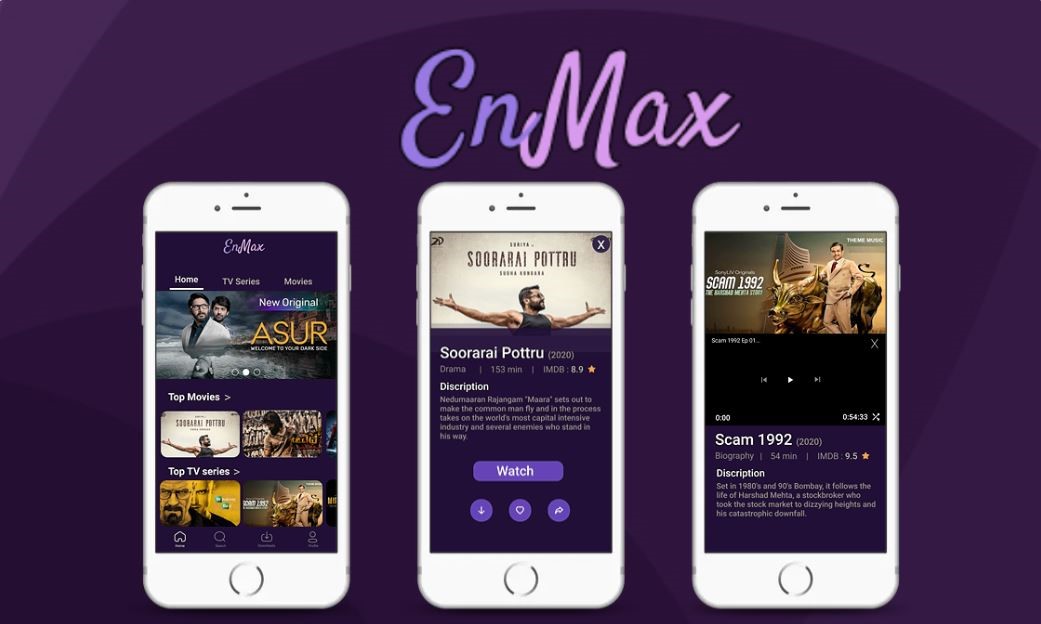 EnMax
EnMax
Home
TV Series
Movies
New Original
ASUR
WELCOME TO YOUR DARK SIDE
Top Movies >
SOORARAI POTTRU
Top TV series >
SCAM 1992
Home
Search
Downloads
Profile
2D
X
SURIYA in
SOORARAI POTTRU
SUDHA KONGARA
Soorarai Pottru (2020)
Drama | 153 min | IMDB : 8.9
Discription
Nedumaaran Rajangam "Maara" sets out to
make the common man fly and in the process
takes on the world's most capital intensive
industry and several enemies who stand in
his way.
Watch
THEME MUSIC
SonyLIV Originals
SCAM 1992
THE HARSHAD MEHTA STORY
Scam 1992 Ep 01...
X
0:00
0:54:33
Scam 1992 (2020)
Biography | 54 min | IMDB : 9.5
Discription
Set in 1980's and 90's Bombay, it follows the
life of Harshad Mehta, a stockbroker who
took the stock market to dizzying heights and
his catastrophic downfall.